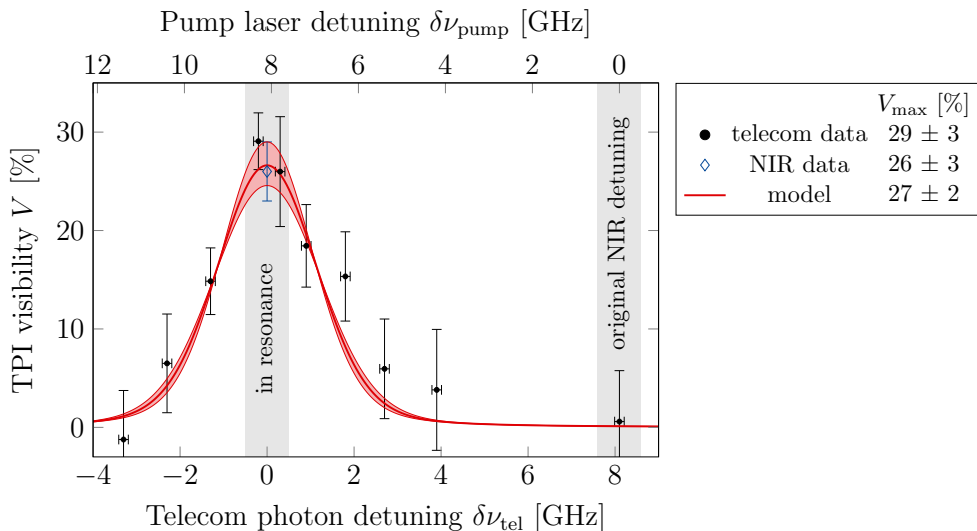 Pump laser detuning δν_pump [GHz]
12 10 8 6 4 2 0
TPI visibility V [%]
30
20
10
0
in resonance
original NIR detuning
−4 −2 0 2 4 6 8
Telecom photon detuning δν_tel [GHz]
V_max [%]
telecom data 29 ± 3
NIR data 26 ± 3
model 27 ± 2